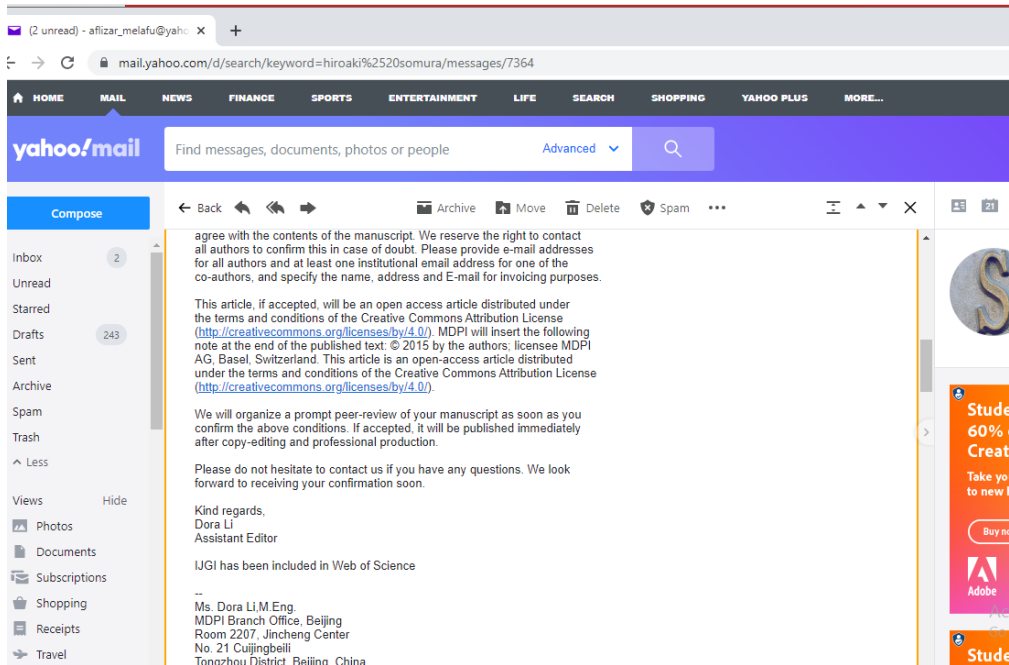 (2 unread) - aflizar_melafu@yaho
mail.yahoo.com/d/search/keyword=hiroaki%2520somura/messages/7364
HOME MAIL NEWS FINANCE SPORTS ENTERTAINMENT LIFE SEARCH SHOPPING YAHOO PLUS MORE...
yahoo!mail
Find messages, documents, photos or people Advanced
Compose
Back Archive Move Delete Spam
21
Inbox 2
Unread
Starred
Drafts 243
Sent
Archive
Spam
Trash
Less
Views Hide
Photos
Documents
Subscriptions
Shopping
Receipts
Travel
agree with the contents of the manuscript. We reserve the right to contact
all authors to confirm this in case of doubt. Please provide e-mail addresses
for all authors and at least one institutional email address for one of the
co-authors, and specify the name, address and E-mail for invoicing purposes.
This article, if accepted, will be an open access article distributed under
the terms and conditions of the Creative Commons Attribution License
(http://creativecommons.org/licenses/by/4.0/). MDPI will insert the following
note at the end of the published text: © 2015 by the authors; licensee MDPI
AG, Basel, Switzerland. This article is an open-access article distributed
under the terms and conditions of the Creative Commons Attribution License
(http://creativecommons.org/licenses/by/4.0/).
We will organize a prompt peer-review of your manuscript as soon as you
confirm the above conditions. If accepted, it will be published immediately
after copy-editing and professional production.
Please do not hesitate to contact us if you have any questions. We look
forward to receiving your confirmation soon.
Kind regards,
Dora Li
Assistant Editor
IJGI has been included in Web of Science
--
Ms. Dora Li,M.Eng.
MDPI Branch Office, Beijing
Room 2207, Jincheng Center
No. 21 Cuijingbeili
Tongzhou District, Beijing, China
S
Stude
60%
Creat
Take yo
to new
Buy no
Adobe
Ac
Go
Stude